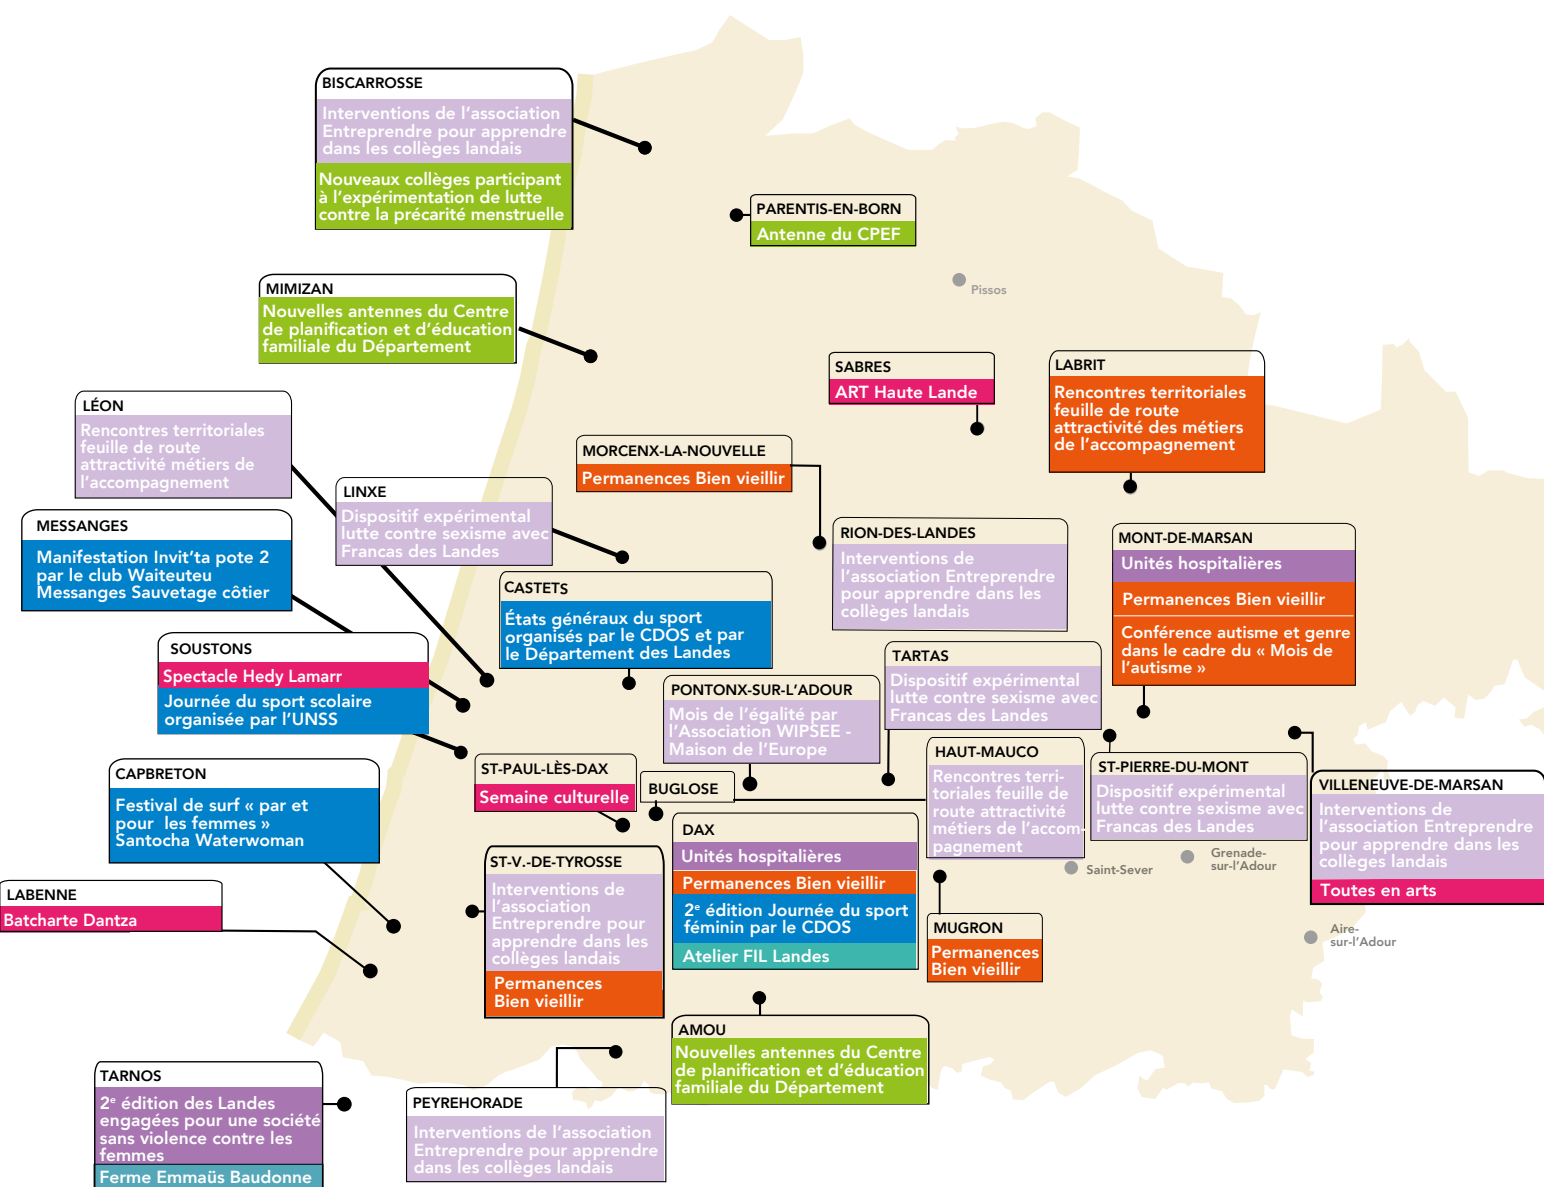 BISCARROSSE
Interventions de l'association
Entreprendre pour apprendre
dans les collèges landais
Nouveaux collèges participant
à l'expérimentation de lutte
contre la précarité menstruelle
PARENTIS-EN-BORN
Antenne du CPEF
Pissos
MIMIZAN
Nouvelles antennes du Centre
de planification et d'éducation
familiale du Département
SABRES
ART Haute Lande
LABRIT
Rencontres territoriales
feuille de route
attractivité des métiers
de l'accompagnement
LÉON
Rencontres territoriales
feuille de route
attractivité métiers de
l'accompagnement
MORCENX-LA-NOUVELLE
Permanences Bien vieillir
LINXE
Dispositif expérimental
lutte contre sexisme avec
Francas des Landes
MESSANGES
Manifestation Invit'ta pote 2
par le club Waiteuteu
Messanges Sauvetage côtier
RION-DES-LANDES
Interventions de
l'association Entreprendre
pour apprendre dans les
collèges landais
MONT-DE-MARSAN
Unités hospitalières
Permanences Bien vieillir
Conférence autisme et genre
dans le cadre du « Mois de
l'autisme »
CASTETS
États généraux du sport
organisés par le CDOS et par
le Département des Landes
SOUSTONS
Spectacle Hedy Lamarr
Journée du sport scolaire
organisée par l'UNSS
TARTAS
Dispositif expérimental
lutte contre sexisme avec
Francas des Landes
PONTONX-SUR-L'ADOUR
Mois de l'égalité par
l'Association WIPSEE -
Maison de l'Europe
HAUT-MAUCO
Rencontres terri-
toriales feuille de
route attractivité
métiers de l'accom-
pagnement
ST-PIERRE-DU-MONT
Dispositif expérimental
lutte contre sexisme avec
Francas des Landes
VILLENEUVE-DE-MARSAN
Interventions de
l'association Entreprendre
pour apprendre dans les
collèges landais
Toutes en arts
CAPBRETON
Festival de surf « par et
pour les femmes »
Santocha Waterwoman
ST-PAUL-LÈS-DAX
Semaine culturelle
BUGLOSE
DAX
Unités hospitalières
Permanences Bien vieillir
2e édition Journée du sport
féminin par le CDOS
Atelier FIL Landes
ST-V.-DE-TYROSSE
Interventions de
l'association
Entreprendre pour
apprendre dans les
collèges landais
Permanences
Bien vieillir
Saint-Sever
Grenade-
sur-l'Adour
LABENNE
Batcharte Dantza
MUGRON
Permanences
Bien vieillir
Aire-
sur-l'Adour
AMOU
Nouvelles antennes du Centre
de planification et d'éducation
familiale du Département
TARNOS
2e édition des Landes
engagées pour une société
sans violence contre les
femmes
Ferme Emmaüs Baudonne
PEYREHORADE
Interventions de l'association
Entreprendre pour apprendre
dans les collèges landais